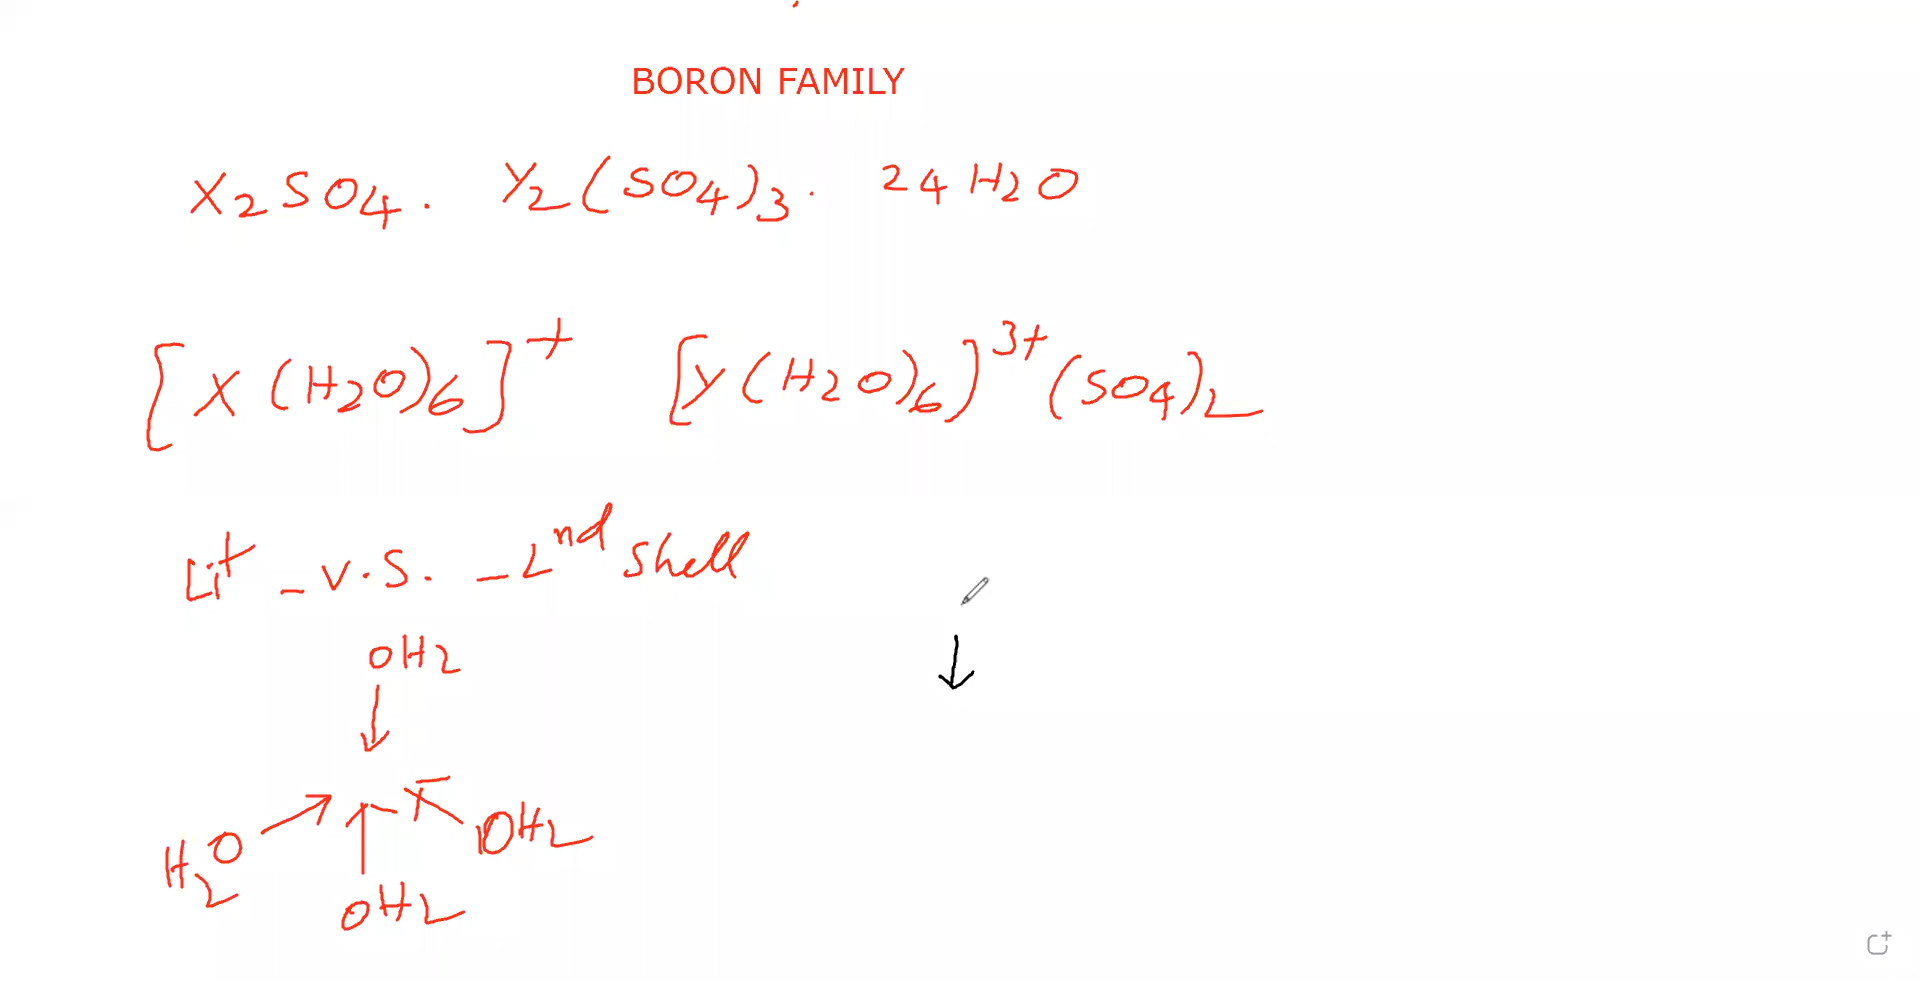 BORON FAMILY
X2SO4. Y2(SO4)3. 24H2O
[X(H2O)6]+ [Y(H2O)6]3+(SO4)2
Li+ - V.S. - 2nd shell
OH2
H2O
OH2
OH2